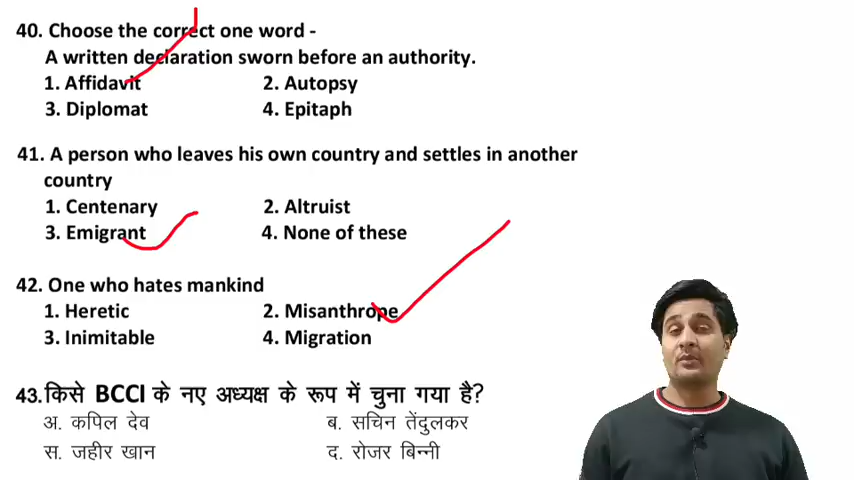 40. Choose the correct one word -
A written declaration sworn before an authority.
1. Affidavit 2. Autopsy
3. Diplomat 4. Epitaph
41. A person who leaves his own country and settles in another
country
1. Centenary 2. Altruist
3. Emigrant 4. None of these
42. One who hates mankind
1. Heretic 2. Misanthrope
3. Inimitable 4. Migration
43. किसे BCCI के नए अध्यक्ष के रूप में चुना गया है?
अ. कपिल देव ब. सचिन तेंदुलकर
स. जहीर खान द. रोजर बिन्नी